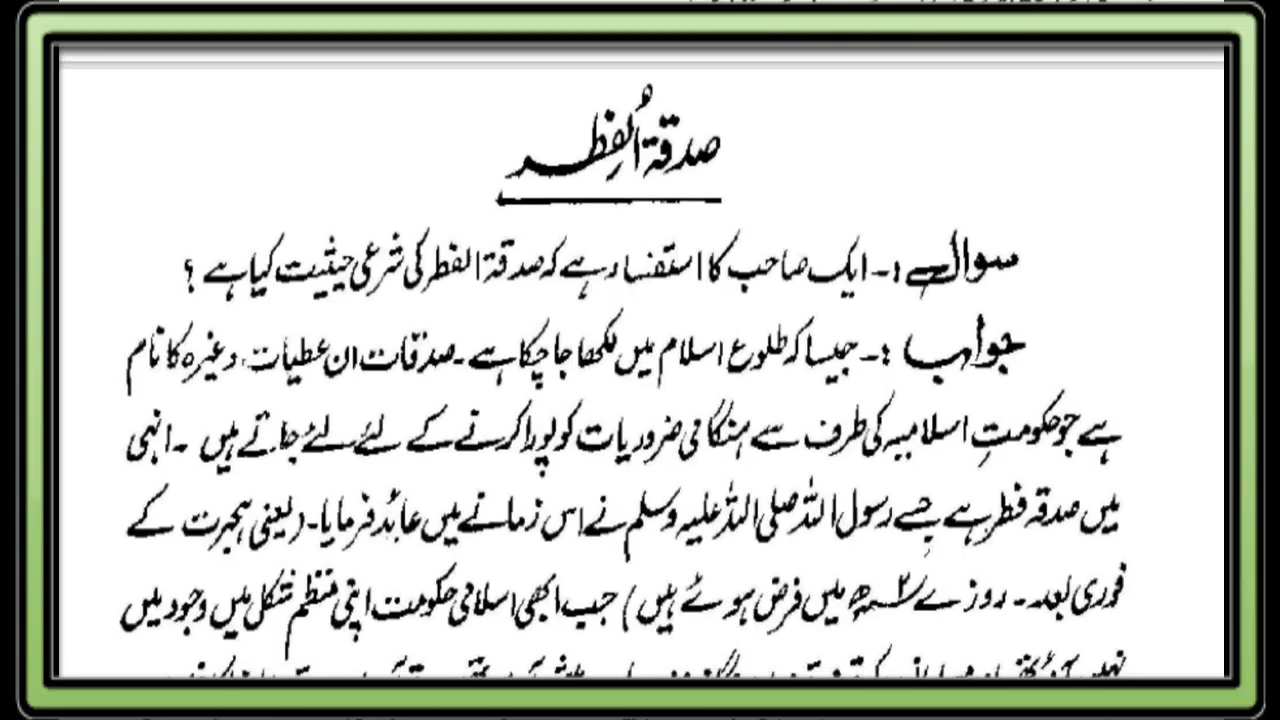 صدقۃ الفطر
سوال :۔ ایک صاحب کا استفسار ہے کہ صدقۃ الفطر کی شرعی حیثیت کیا ہے ؟
جواب :۔ جیسا کہ طلوع اسلام میں لکھا جا چکا ہے ۔ صدقات ان عطیات وغیرہ کا نام
ہے جو حکومتِ اسلامیہ کی طرف سے ہنگامی ضروریات کو پورا کرنے کے لئے لئے جاتے ہیں ۔ انہی
میں صدقہ فطر ہے جسے رسول اللہ صلی اللہ علیہ وسلم نے اس زمانے میں عائد فرمایا۔ (یعنی ہجرت کے
فوری بعد ۔ روزے ۲ھ میں فرض ہوئے ہیں) جب ابھی اسلامی حکومت اپنی منظم شکل میں وجود میں